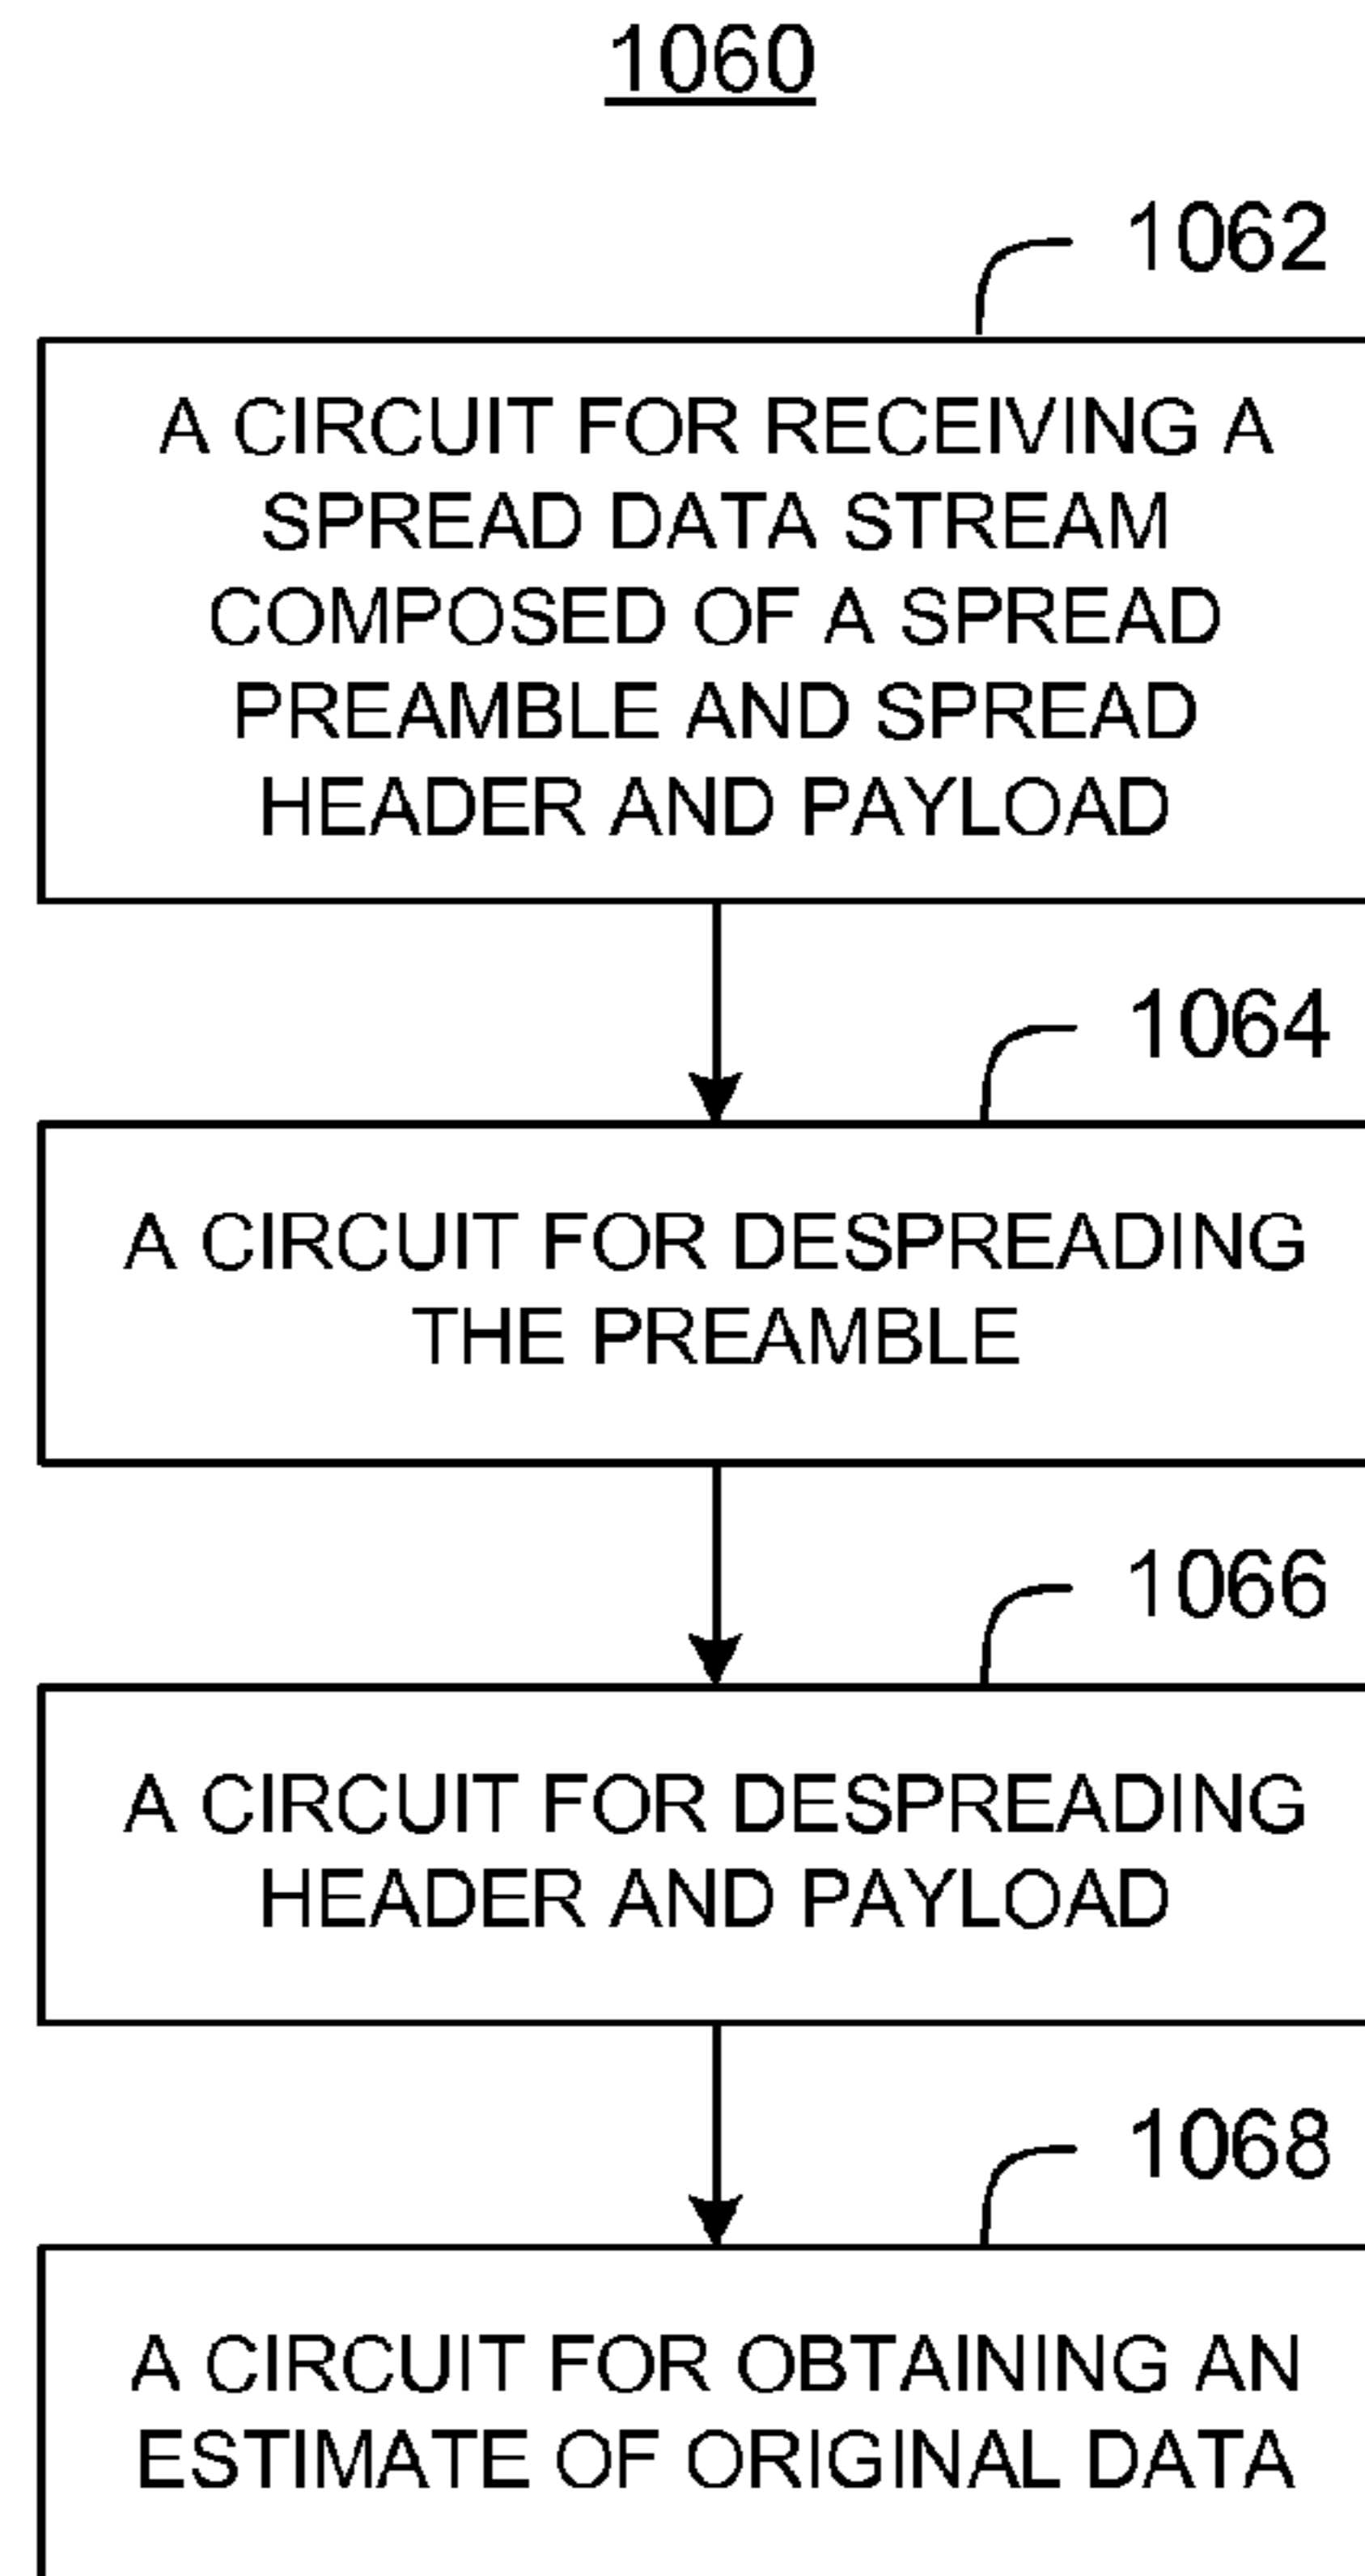 1060
1062
A CIRCUIT FOR RECEIVING A
SPREAD DATA STREAM
COMPOSED OF A SPREAD
PREAMBLE AND SPREAD
HEADER AND PAYLOAD
1064
A CIRCUIT FOR DESPREADING
THE PREAMBLE
1066
A CIRCUIT FOR DESPREADING
HEADER AND PAYLOAD
1068
A CIRCUIT FOR OBTAINING AN
ESTIMATE OF ORIGINAL DATA